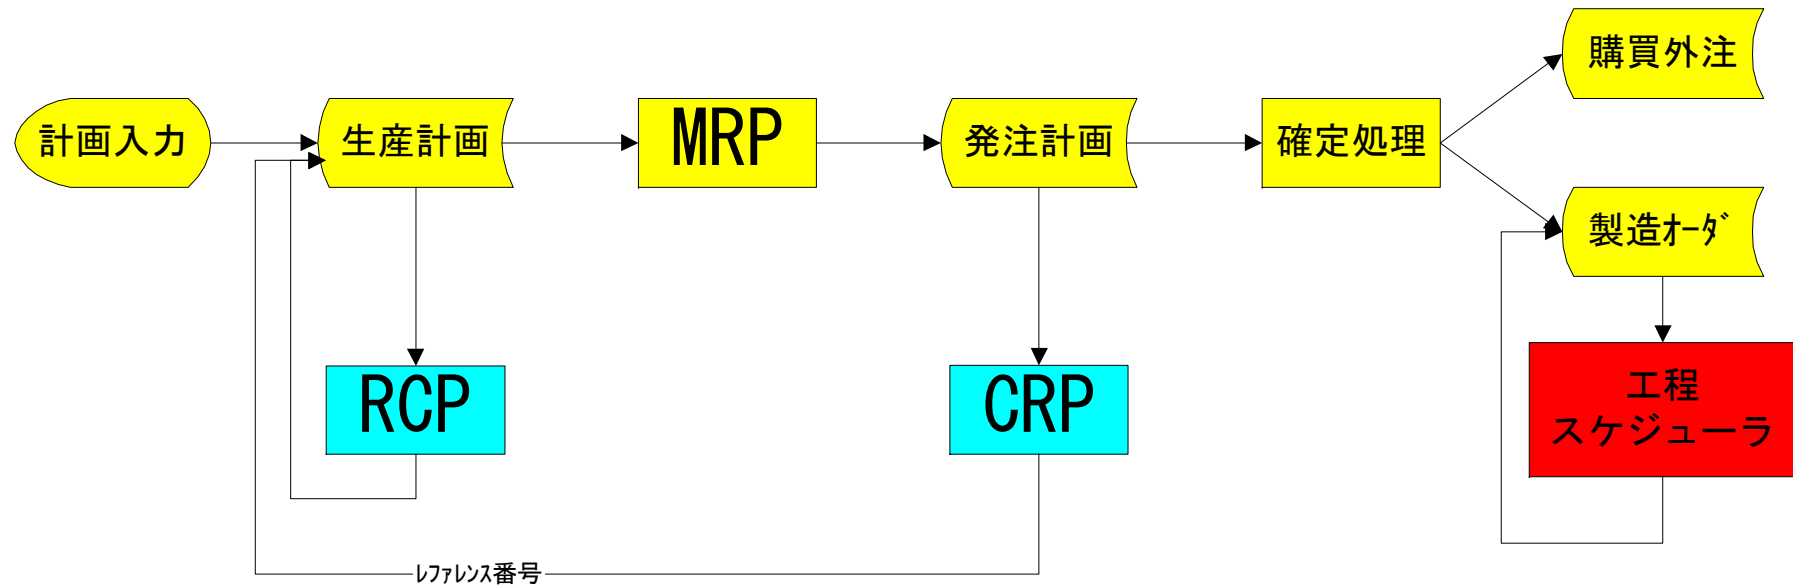 購買外注
計画入力
生産計画
MRP
発注計画
確定処理
製造ｵｰﾀﾞ
RCP
CRP
工程
スケジューラ
ﾚﾌｧﾚﾝｽ番号